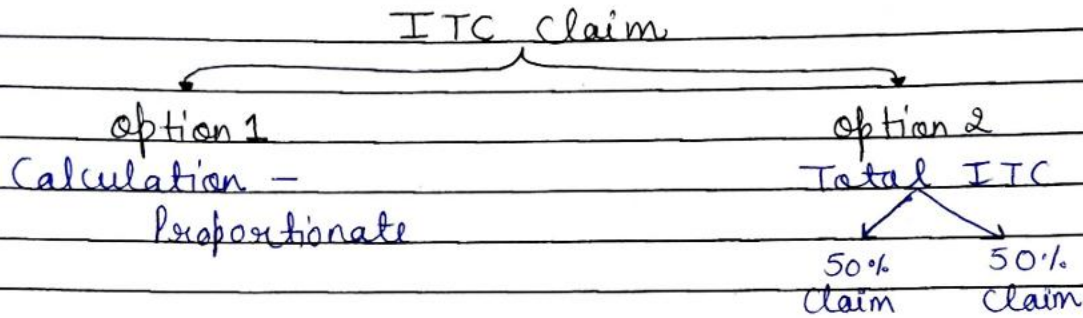 ITC Claim
Option 1
Option 2
Calculation -
Proportionate
Total ITC
50%
50%
Claim
Claim